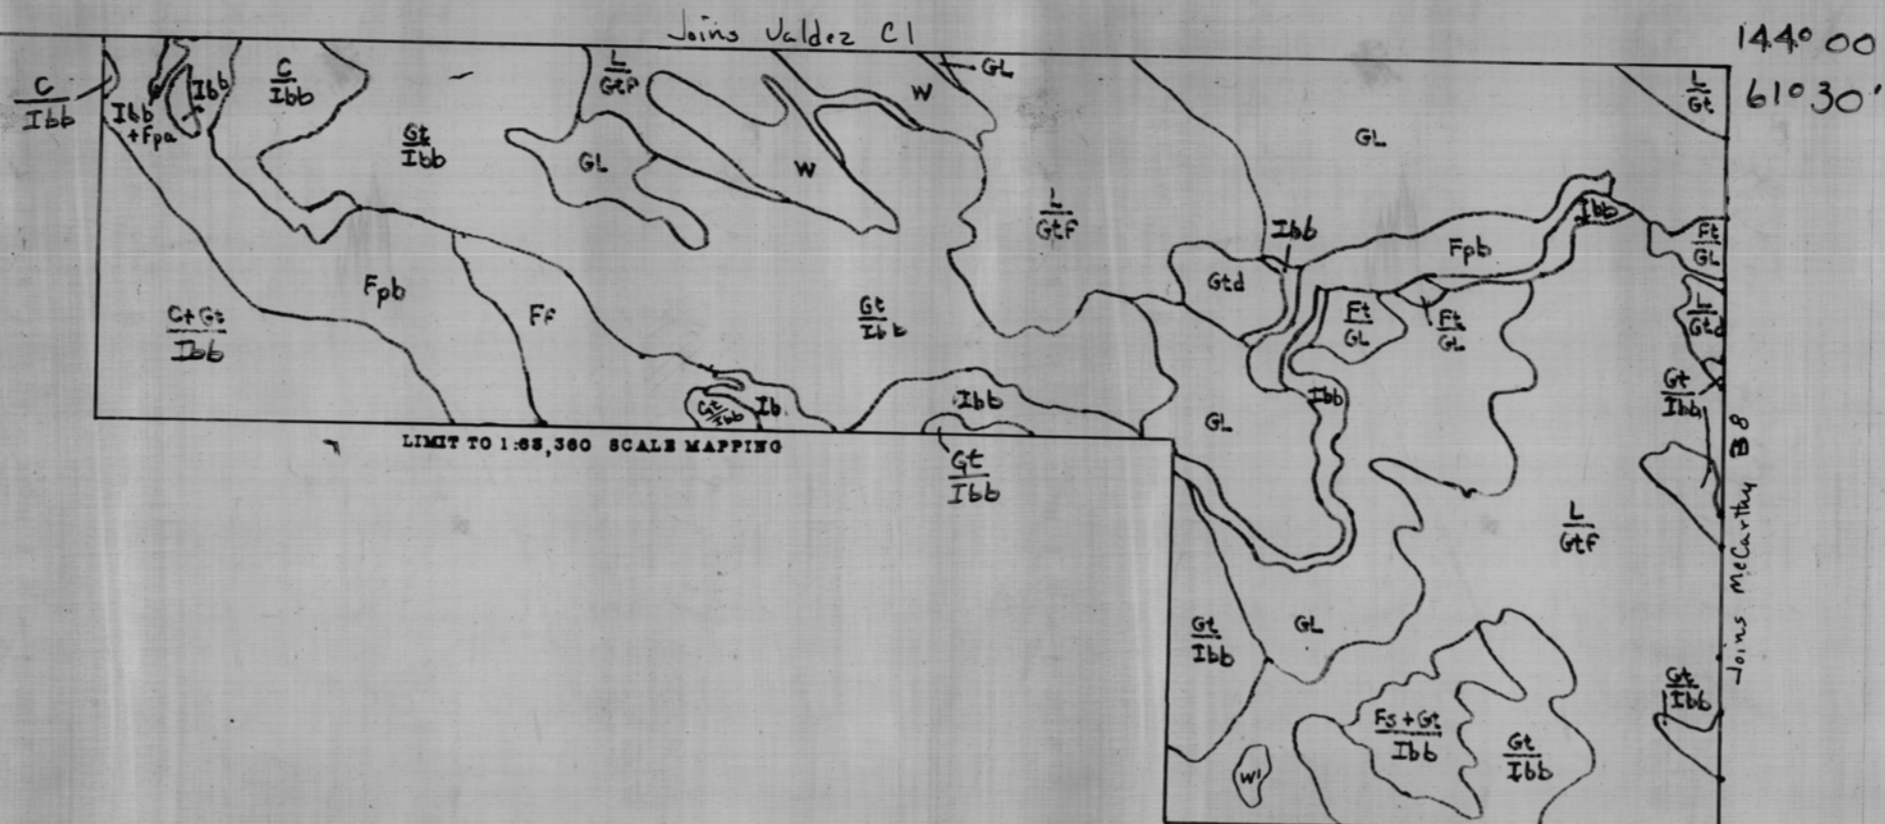 Joins Valdez C1
144° 00
61° 30'
C
Ibb
Ibb
+Fpa
Ibb
C
Ibb
Gt
Ibb
L
Gtf
GL
W
W
GL
L
Gtf
GL
L
Gt
C+Gt
Ibb
Fpb
Ff
Gt
Ibb
Gtd
Ibb
Fpb
Ibb
Ft
GL
Ft
GL
Ft
GL
L
Gtd
Gt
Ibb
Gt/Ibb
Ib
Ibb
GL
Ibb
LIMIT TO 1:63,360 SCALE MAPPING
Gt
Ibb
L
Gtf
Joins McCarthy B8
Gt
Ibb
GL
Fs+Gt
Ibb
Gt
Ibb
W
Gt
Ibb